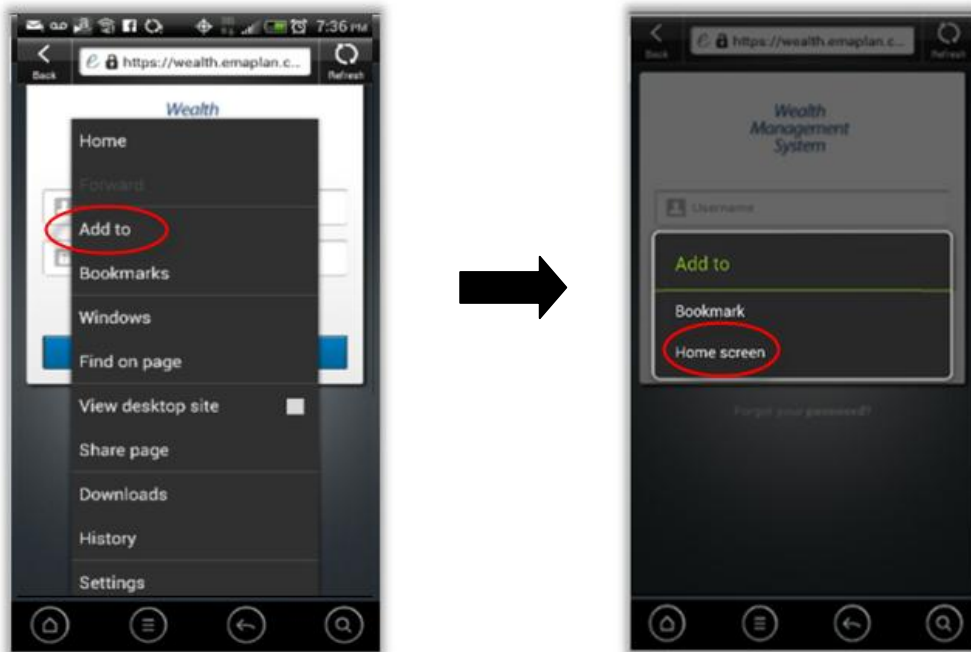 7:36 PM
Back
https://wealth.emaplan.c...
Refresh
Wealth
Home
Forward
Add to
Bookmarks
Windows
Find on page
View desktop site
Share page
Downloads
History
Settings
Back
https://wealth.emaplan.c...
Refresh
Wealth
Management
System
Username
Add to
Bookmark
Home screen
Forgot your password?